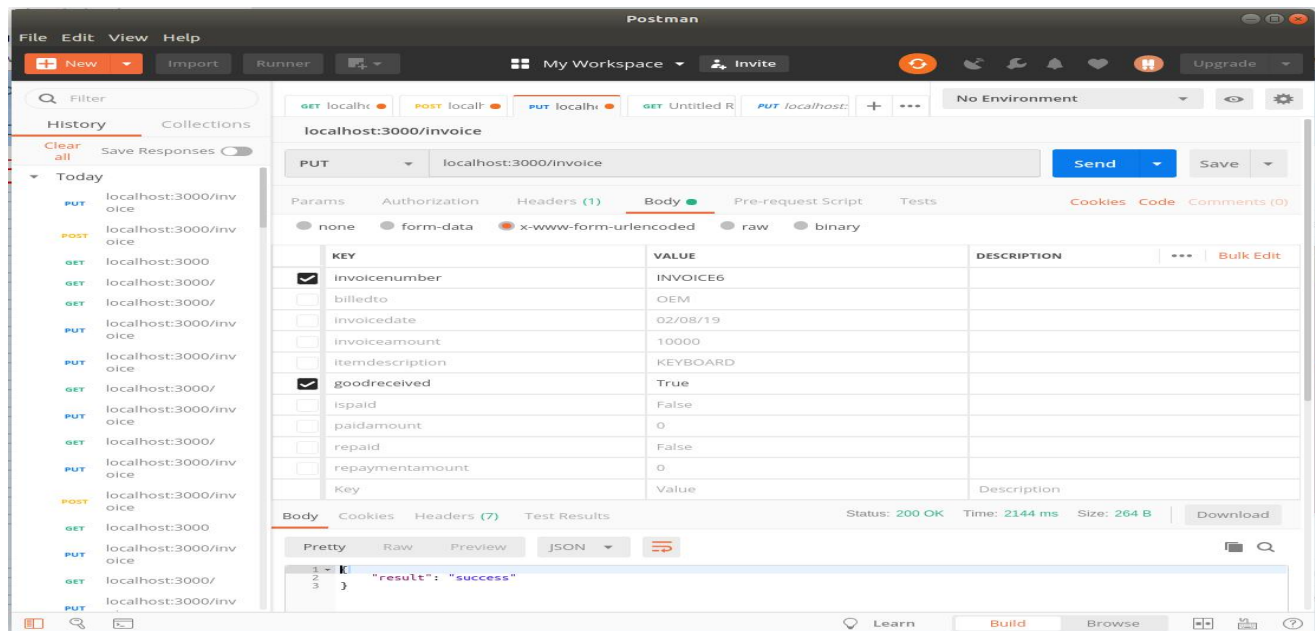 Postman
File Edit View Help
New Import Runner My Workspace Invite Upgrade
Filter
History Collections
Clear all Save Responses
Today
PUT localhost:3000/invoice
POST localhost:3000/invoice
GET localhost:3000
GET localhost:3000/
GET localhost:3000/
PUT localhost:3000/invoice
PUT localhost:3000/invoice
GET localhost:3000/
PUT localhost:3000/invoice
GET localhost:3000/
PUT localhost:3000/invoice
POST localhost:3000/invoice
GET localhost:3000
PUT localhost:3000/invoice
GET localhost:3000/
PUT localhost:3000/inv
GET localh PUT localh GET Untitled R PUT localhost: No Environment
localhost:3000/invoice
PUT localhost:3000/invoice Send Save
Params Authorization Headers (1) Body Pre-request Script Tests Cookies Code Comments (0)
none form-data x-www-form-urlencoded raw binary
KEY VALUE DESCRIPTION Bulk Edit
invoicenumber INVOICE6
billedto OEM
invoicedate 02/08/19
invoiceamount 10000
itemdescription KEYBOARD
goodreceived True
ispaid False
paidamount 0
repaid False
repaymentamount 0
Key Value Description
Body Cookies Headers (7) Test Results Status: 200 OK Time: 2144 ms Size: 264 B Download
Pretty Raw Preview JSON
1 {
2 "result": "success"
3 }
Learn Build Browse